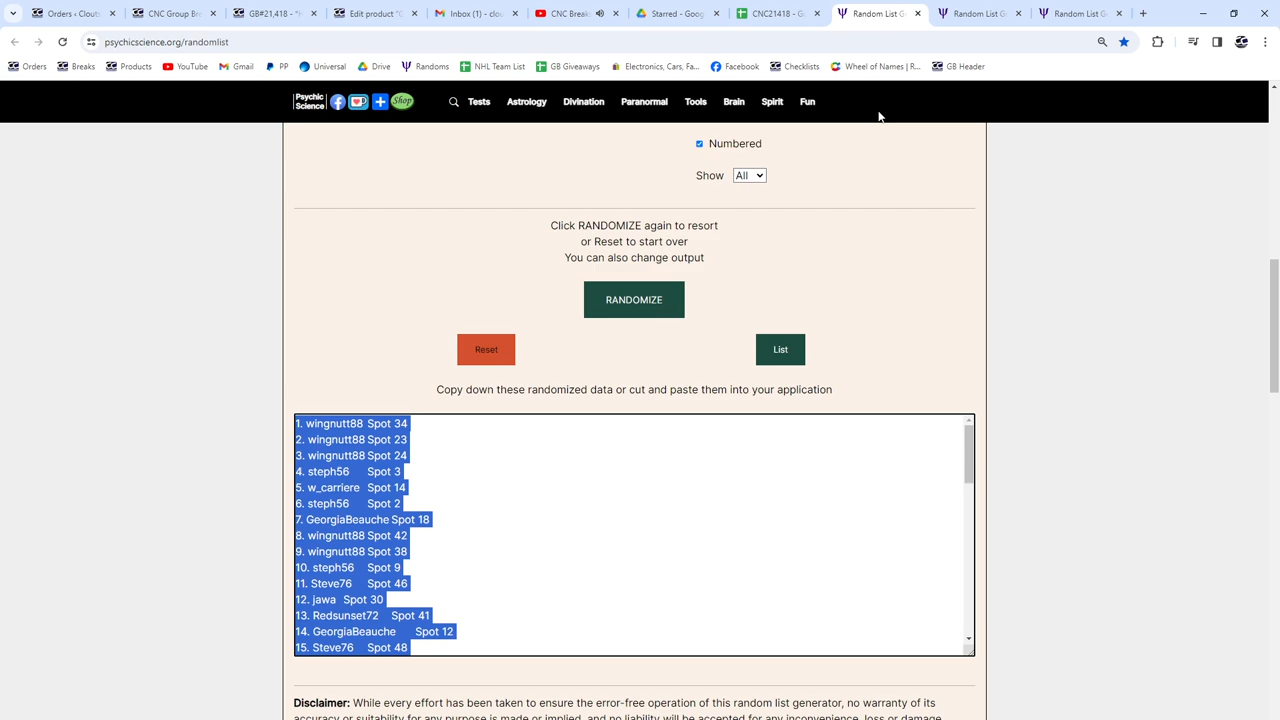 Orders • Clouts
CNC Group Bre
GB#21,418 - *H
Edit product "G
Inbox (1) - clou
CNC Break
Starred - Goog
CNC21418 - Go
Random List G
Random List Ge
Random List Ge
psychicscience.org/randomlist
Orders
Breaks
Products
YouTube
Gmail
PP
Universal
Drive
Randoms
NHL Team List
GB Giveaways
Electronics, Cars, Fa...
Facebook
Checklists
Wheel of Names | R...
GB Header
Psychic
Science
Shop
Tests
Astrology
Divination
Paranormal
Tools
Brain
Spirit
Fun
Numbered
Show All
Click RANDOMIZE again to resort
or Reset to start over
You can also change output
RANDOMIZE
Reset
List
Copy down these randomized data or cut and paste them into your application
1. wingnutt88 Spot 34
2. wingnutt88 Spot 23
3. wingnutt88 Spot 24
4. steph56 Spot 3
5. w_carriere Spot 14
6. steph56 Spot 2
7. GeorgiaBeauche Spot 18
8. wingnutt88 Spot 42
9. wingnutt88 Spot 38
10. steph56 Spot 9
11. Steve76 Spot 46
12. jawa Spot 30
13. Redsunset72 Spot 41
14. GeorgiaBeauche Spot 12
15. Steve76 Spot 48
Disclaimer: While every effort has been taken to ensure the error-free operation of this random list generator, no warranty of its
accuracy or suitability for any purpose is made or implied, and no liability will be accepted for any inconvenience, loss or damage